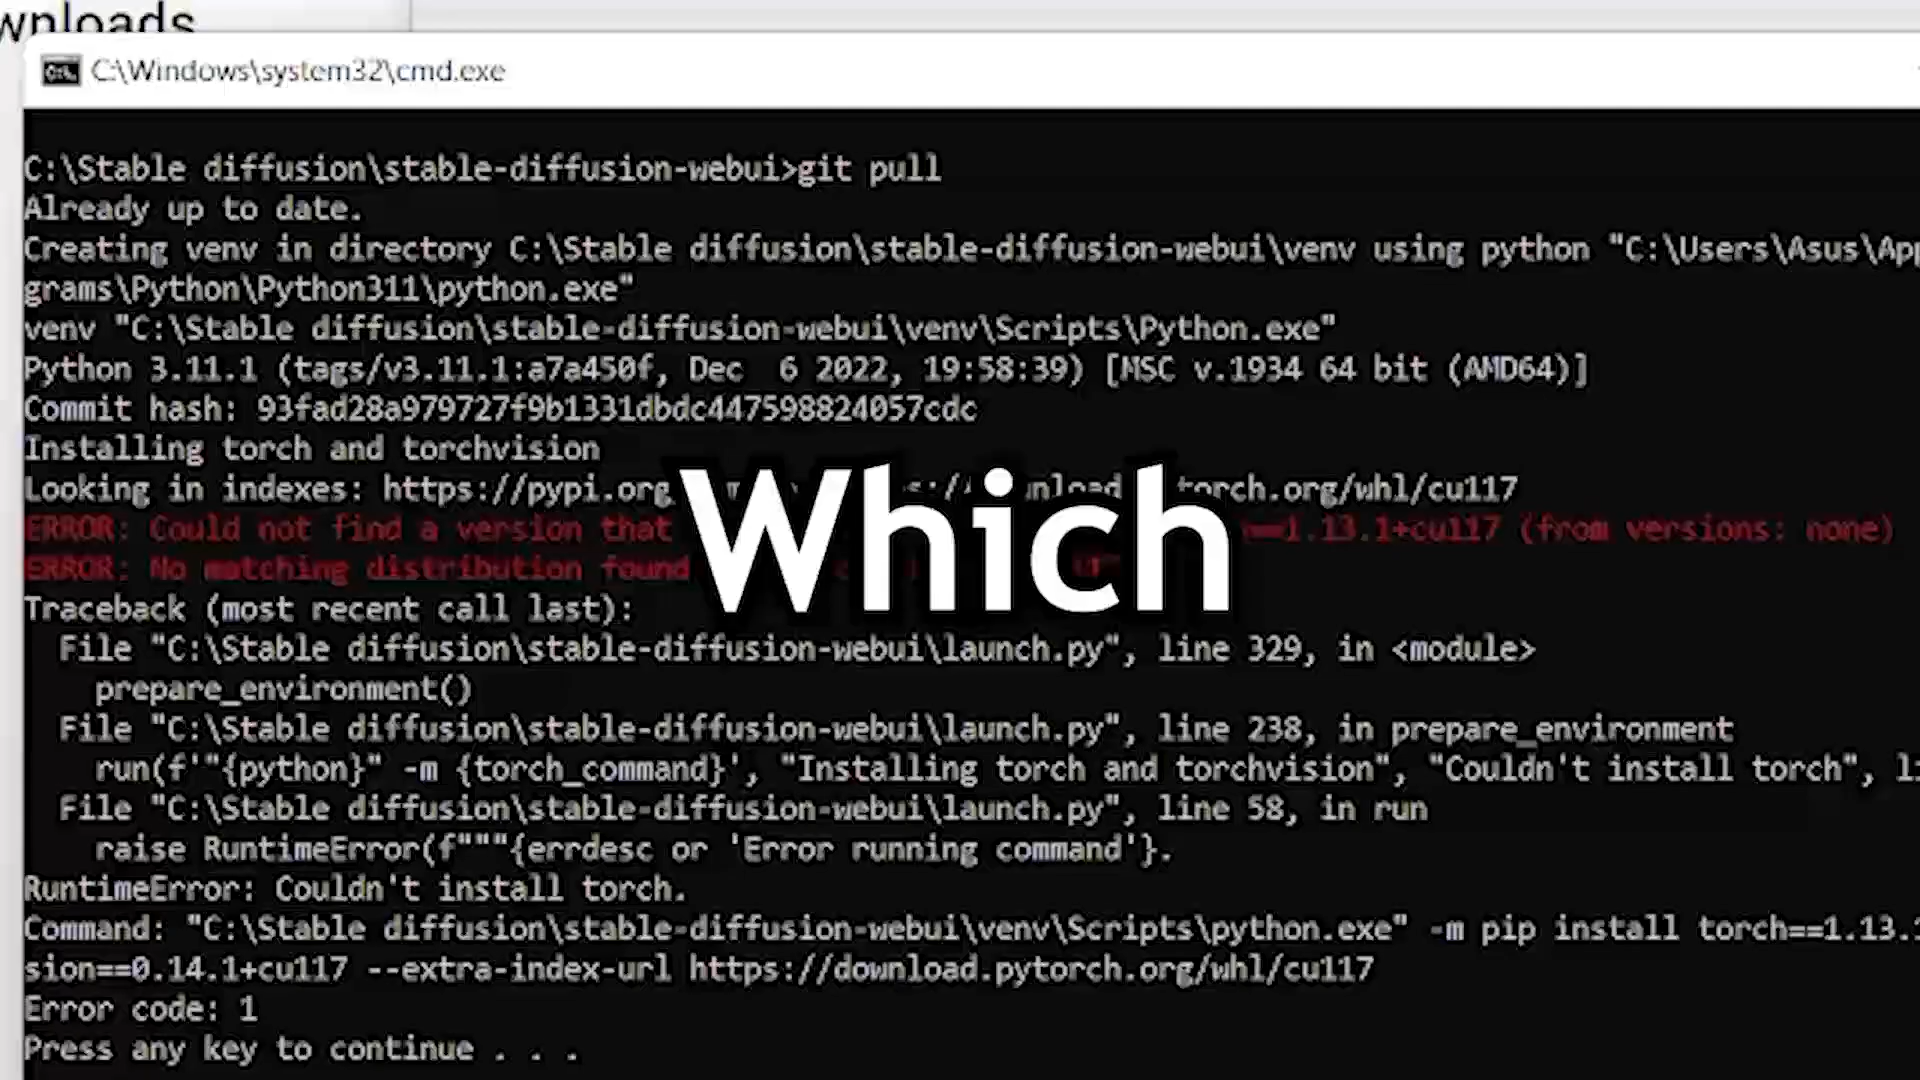 wnloads
C:\Windows\system32\cmd.exe
C:\Stable diffusion\stable-diffusion-webui>git pull
Already up to date.
Creating venv in directory C:\Stable diffusion\stable-diffusion-webui\venv using python "C:\Users\Asus\App
grams\Python\Python311\python.exe"
venv "C:\Stable diffusion\stable-diffusion-webui\venv\Scripts\Python.exe"
Python 3.11.1 (tags/v3.11.1:a7a450f, Dec  6 2022, 19:58:39) [MSC v.1934 64 bit (AMD64)]
Commit hash: 93fad28a979727f9b1331dbdc447598824057cdc
Installing torch and torchvision
Looking in indexes: https://pypi.org torch.org/whl/cu117
ERROR: Could not find a version that ==1.13.1+cu117 (from versions: none)
ERROR: No matching distribution found
Which
Traceback (most recent call last):
  File "C:\Stable diffusion\stable-diffusion-webui\launch.py", line 329, in <module>
    prepare_environment()
  File "C:\Stable diffusion\stable-diffusion-webui\launch.py", line 238, in prepare_environment
    run(f'"{python}" -m {torch_command}', "Installing torch and torchvision", "Couldn't install torch", li
  File "C:\Stable diffusion\stable-diffusion-webui\launch.py", line 58, in run
    raise RuntimeError(f"""{errdesc or 'Error running command'}.
RuntimeError: Couldn't install torch.
Command: "C:\Stable diffusion\stable-diffusion-webui\venv\Scripts\python.exe" -m pip install torch==1.13.1
sion==0.14.1+cu117 --extra-index-url https://download.pytorch.org/whl/cu117
Error code: 1
Press any key to continue . . .